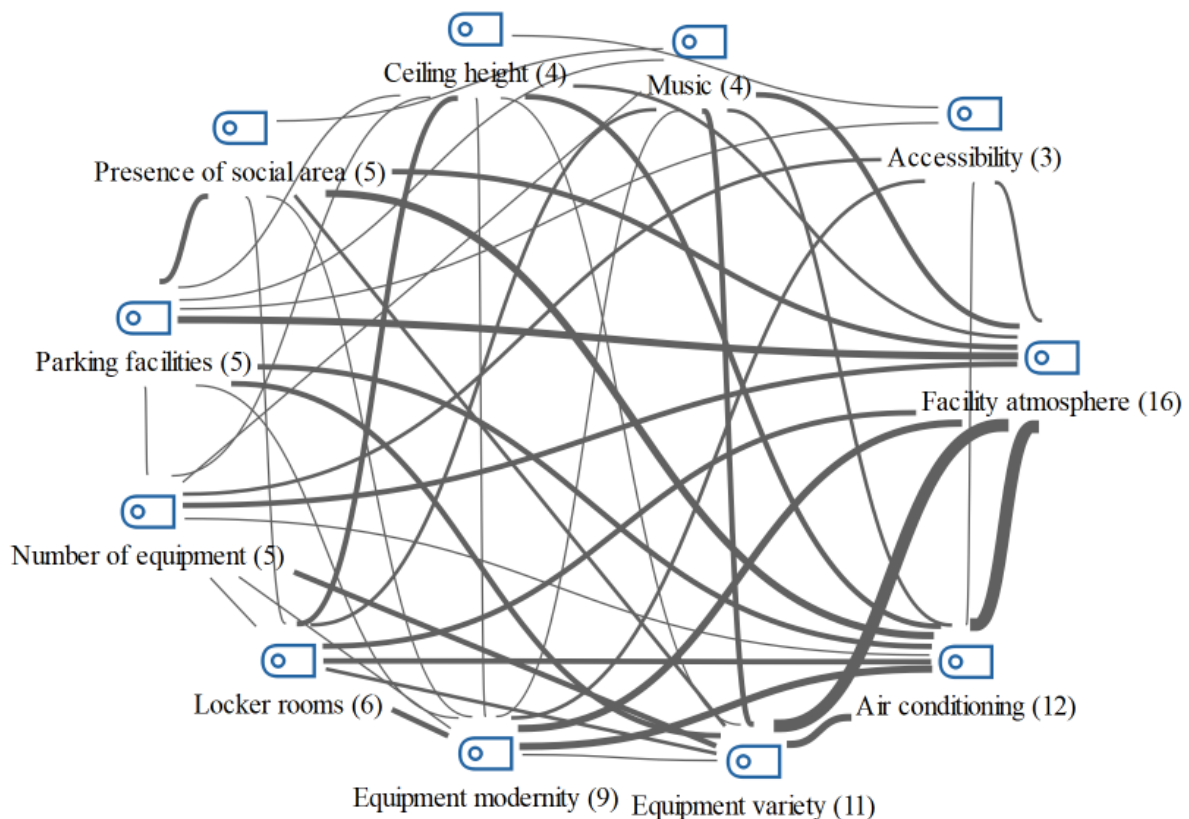 Ceiling height (4)
Music (4)
Accessibility (3)
Presence of social area (5)
Parking facilities (5)
Facility atmosphere (16)
Number of equipment (5)
Locker rooms (6)
Air conditioning (12)
Equipment modernity (9)
Equipment variety (11)